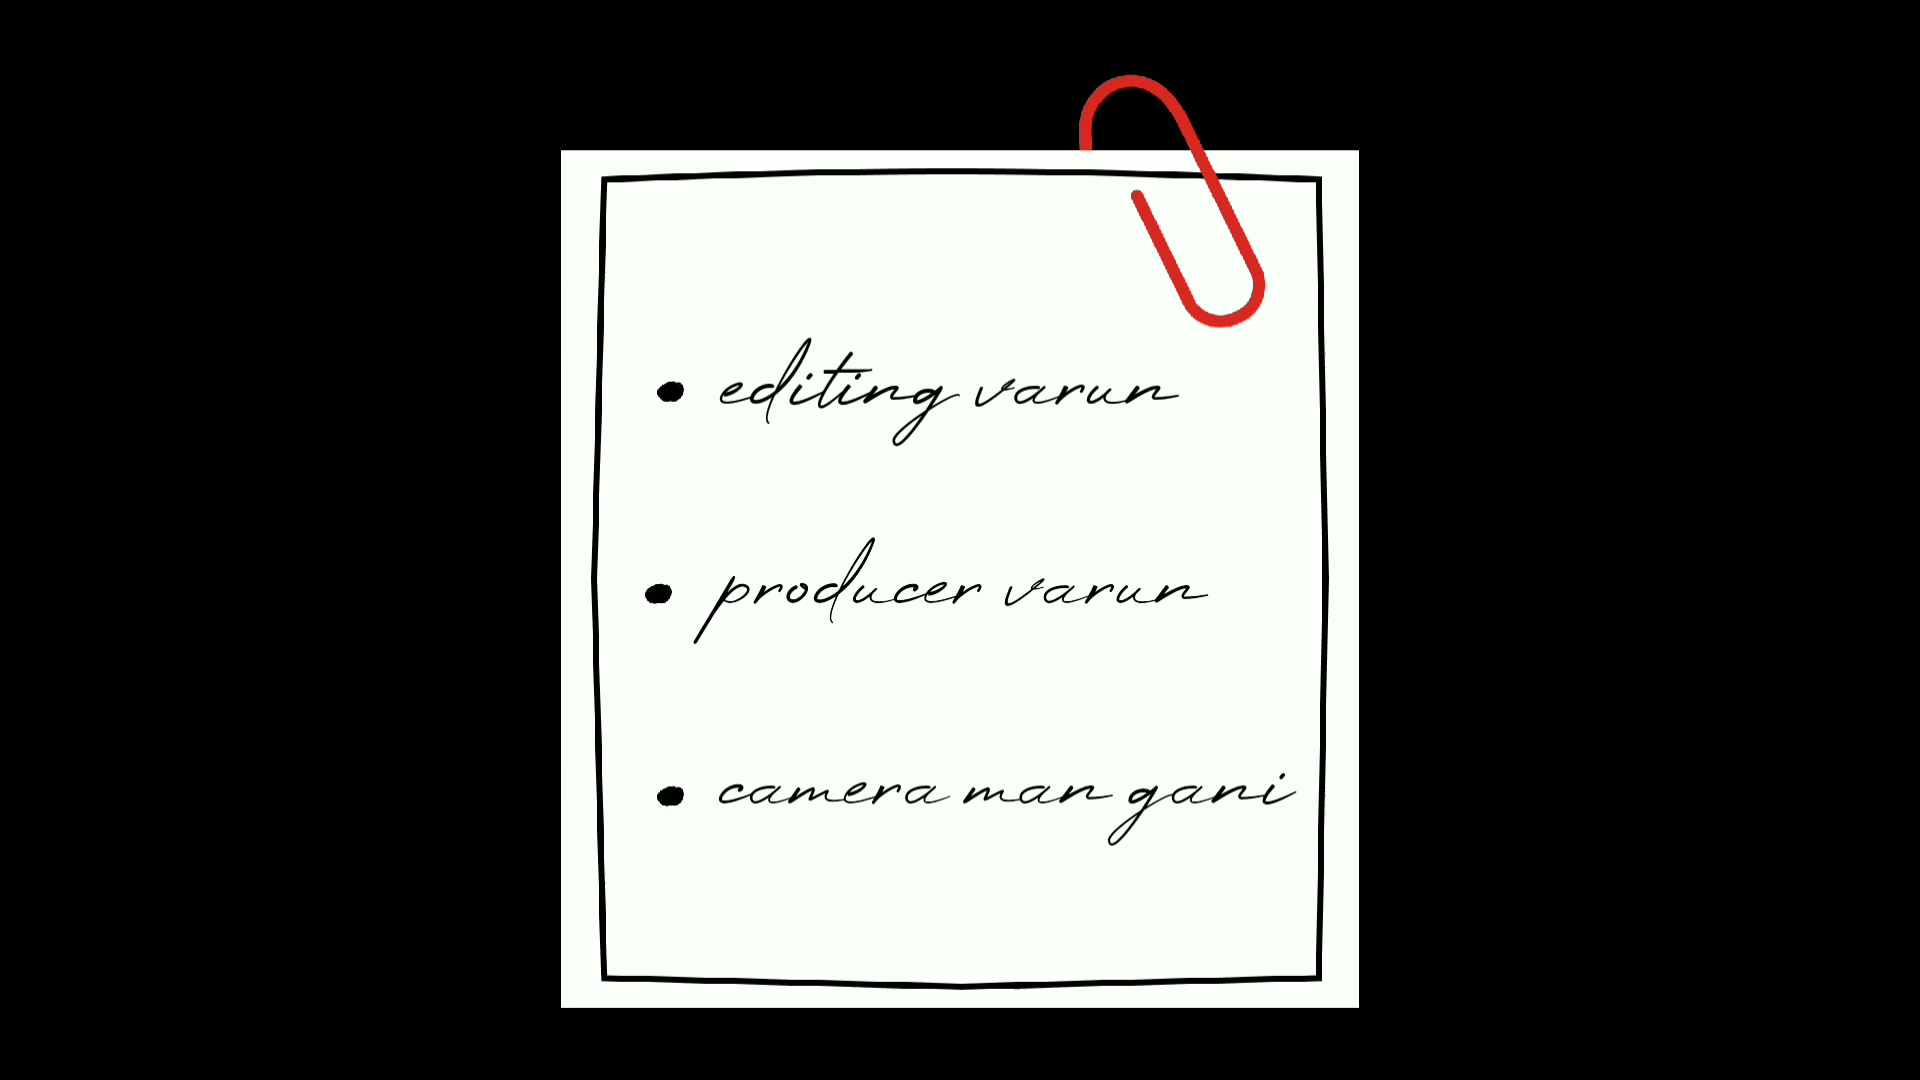 • editing varun
• producer varun
• camera man gani